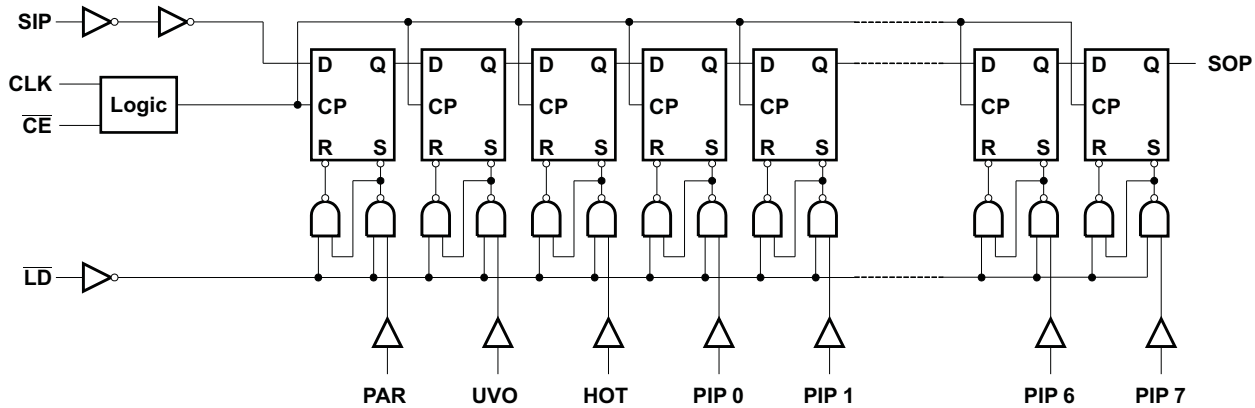 SIP
CLK
CE
Logic
D Q D Q D Q D Q D Q D Q D Q
SOP
CP CP CP CP CP CP CP
R S R S R S R S R S R S R S
LD
PAR UVO HOT PIP 0 PIP 1 PIP 6 PIP 7